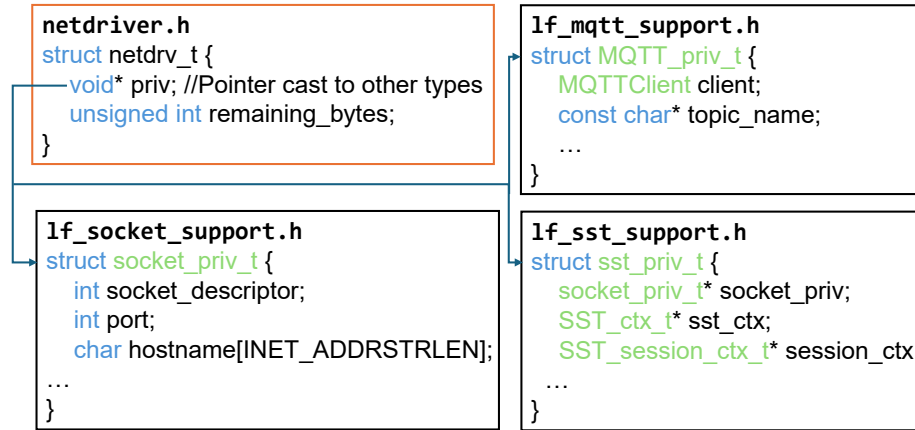 netdriver.h
struct netdrv_t {
void* priv; //Pointer cast to other types
unsigned int remaining_bytes;
}
lf_mqtt_support.h
struct MQTT_priv_t {
MQTTClient client;
const char* topic_name;
…
}
lf_socket_support.h
struct socket_priv_t {
int socket_descriptor;
int port;
char hostname[INET_ADDRSTRLEN];
…
}
lf_sst_support.h
struct sst_priv_t {
socket_priv_t* socket_priv;
SST_ctx_t* sst_ctx;
SST_session_ctx_t* session_ctx
…
}